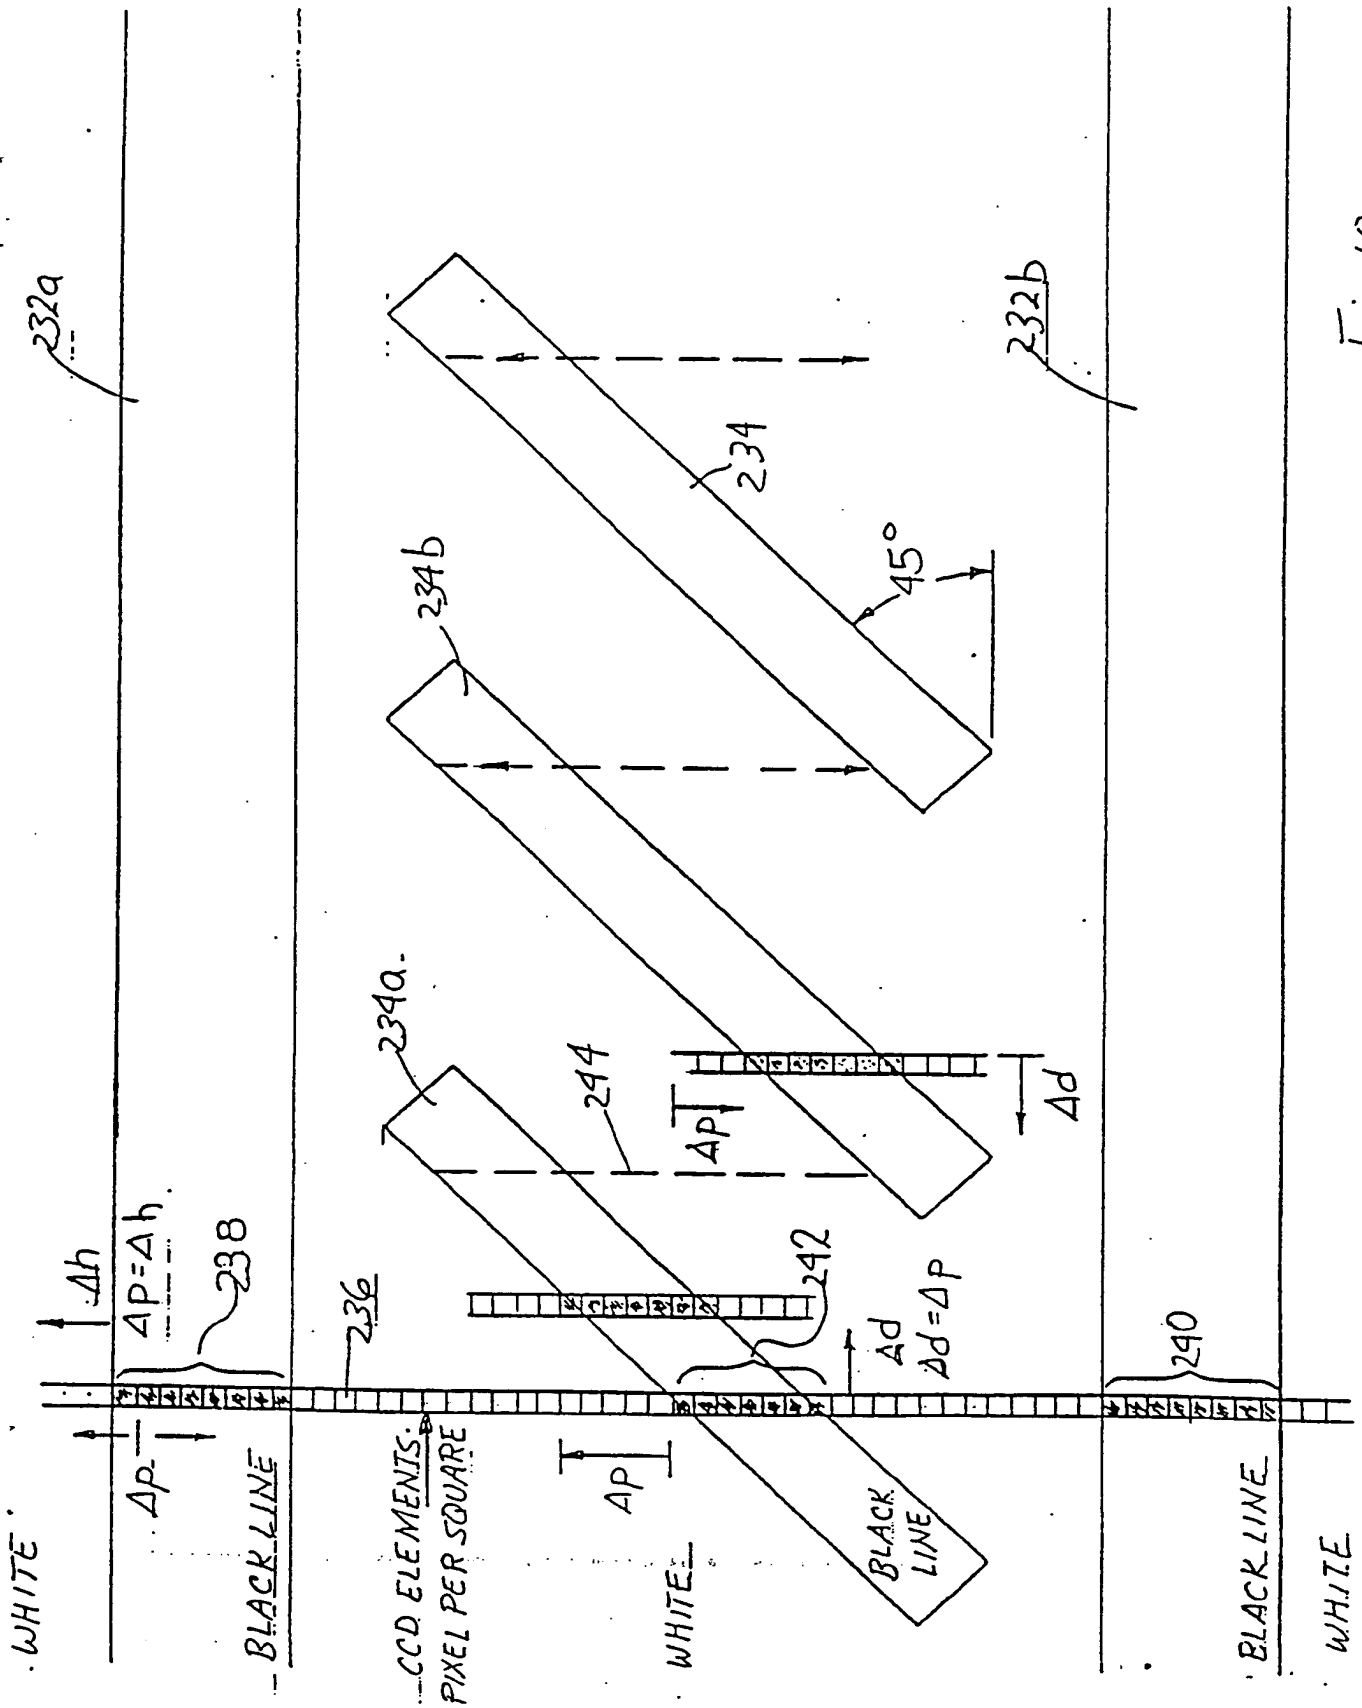 WHITE
232a
Δh
ΔP=Δh
238
ΔP
BLACK LINE
236
CCD ELEMENTS.
PIXEL PER SQUARE
234a.
234b
234
244
45°
ΔP
ΔP
WHITE
242
Δd
Δd=ΔP
Δd
BLACK
LINE
232b
240
BLACK LINE
WHITE